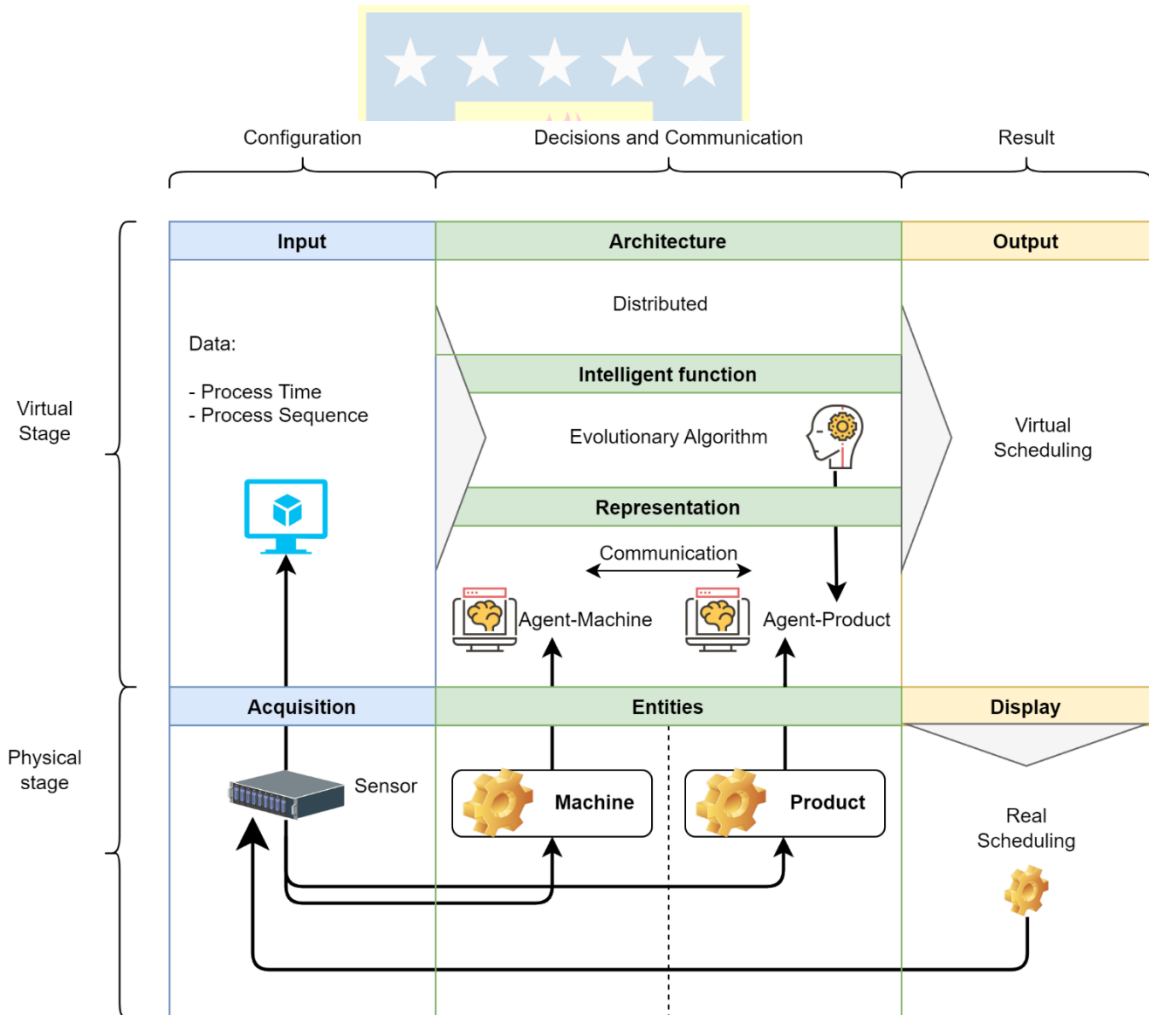 Configuration
Decisions and Communication
Result
Input
Architecture
Output
Distributed
Data:
- Process Time
- Process Sequence
Intelligent function
Virtual
Stage
Evolutionary Algorithm
Virtual
Scheduling
Representation
Communication
Agent-Machine
Agent-Product
Acquisition
Entities
Display
Physical
stage
Sensor
Machine
Product
Real
Scheduling